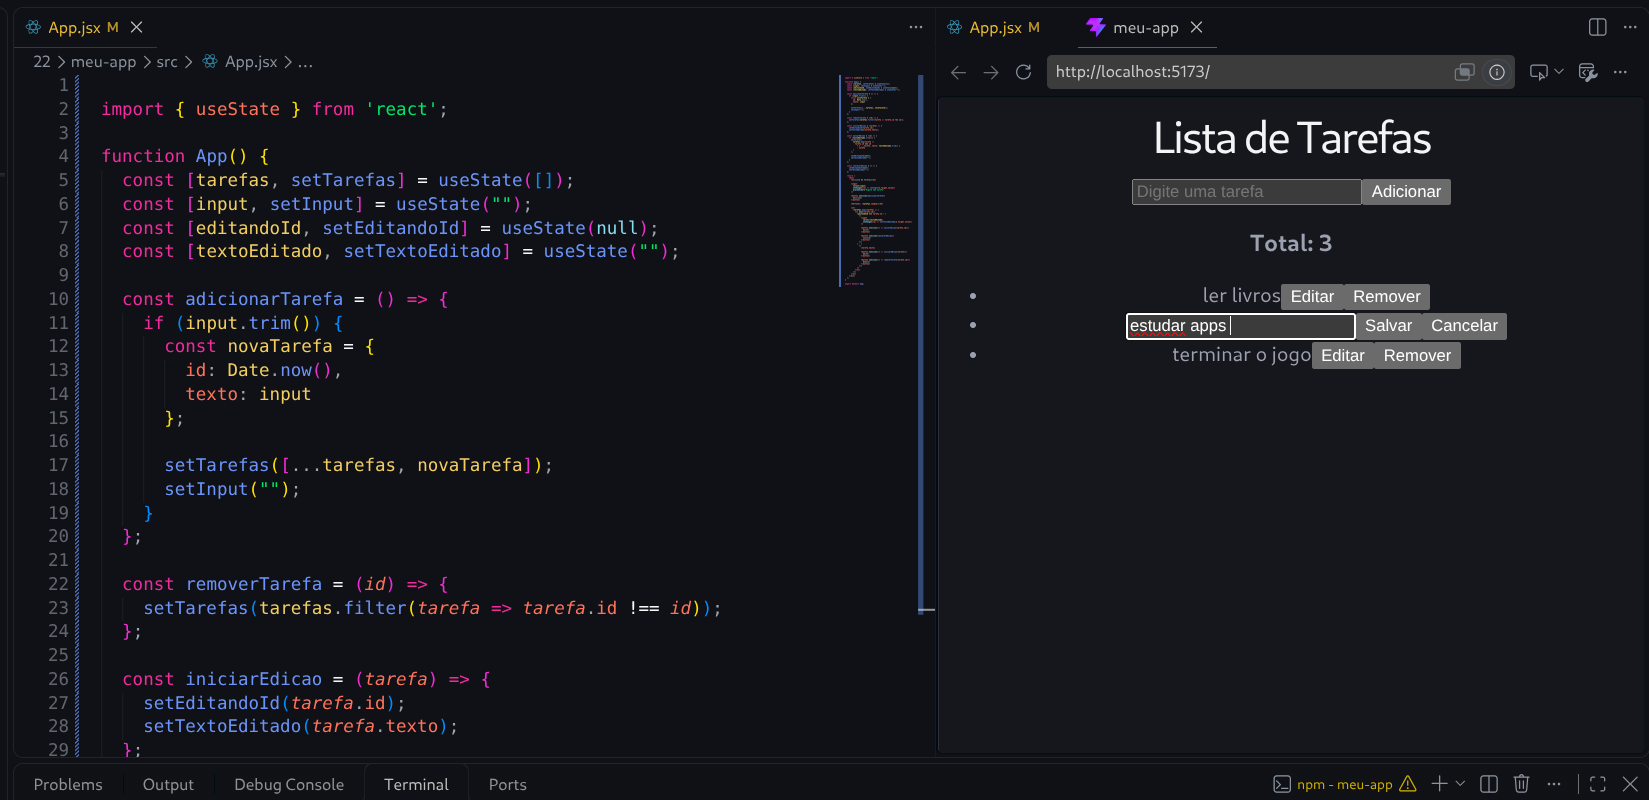 App.jsx M
22 > meu-app > src > App.jsx > ...
1
2 import { useState } from 'react';
3
4 function App() {
5 const [tarefas, setTarefas] = useState([]);
6 const [input, setInput] = useState("");
7 const [editandoId, setEditandoId] = useState(null);
8 const [textoEditado, setTextoEditado] = useState("");
9
10 const adicionarTarefa = () => {
11 if (input.trim()) {
12 const novaTarefa = {
13 id: Date.now(),
14 texto: input
15 };
16
17 setTarefas([...tarefas, novaTarefa]);
18 setInput("");
19 }
20 };
21
22 const removerTarefa = (id) => {
23 setTarefas(tarefas.filter(tarefa => tarefa.id !== id));
24 };
25
26 const iniciarEdicao = (tarefa) => {
27 setEditandoId(tarefa.id);
28 setTextoEditado(tarefa.texto);
29 };
App.jsx M meu-app
http://localhost:5173/
Lista de Tarefas
Digite uma tarefa Adicionar
Total: 3
• ler livros Editar Remover
• estudar apps Salvar Cancelar
• terminar o jogo Editar Remover
Problems Output Debug Console Terminal Ports
npm - meu-app